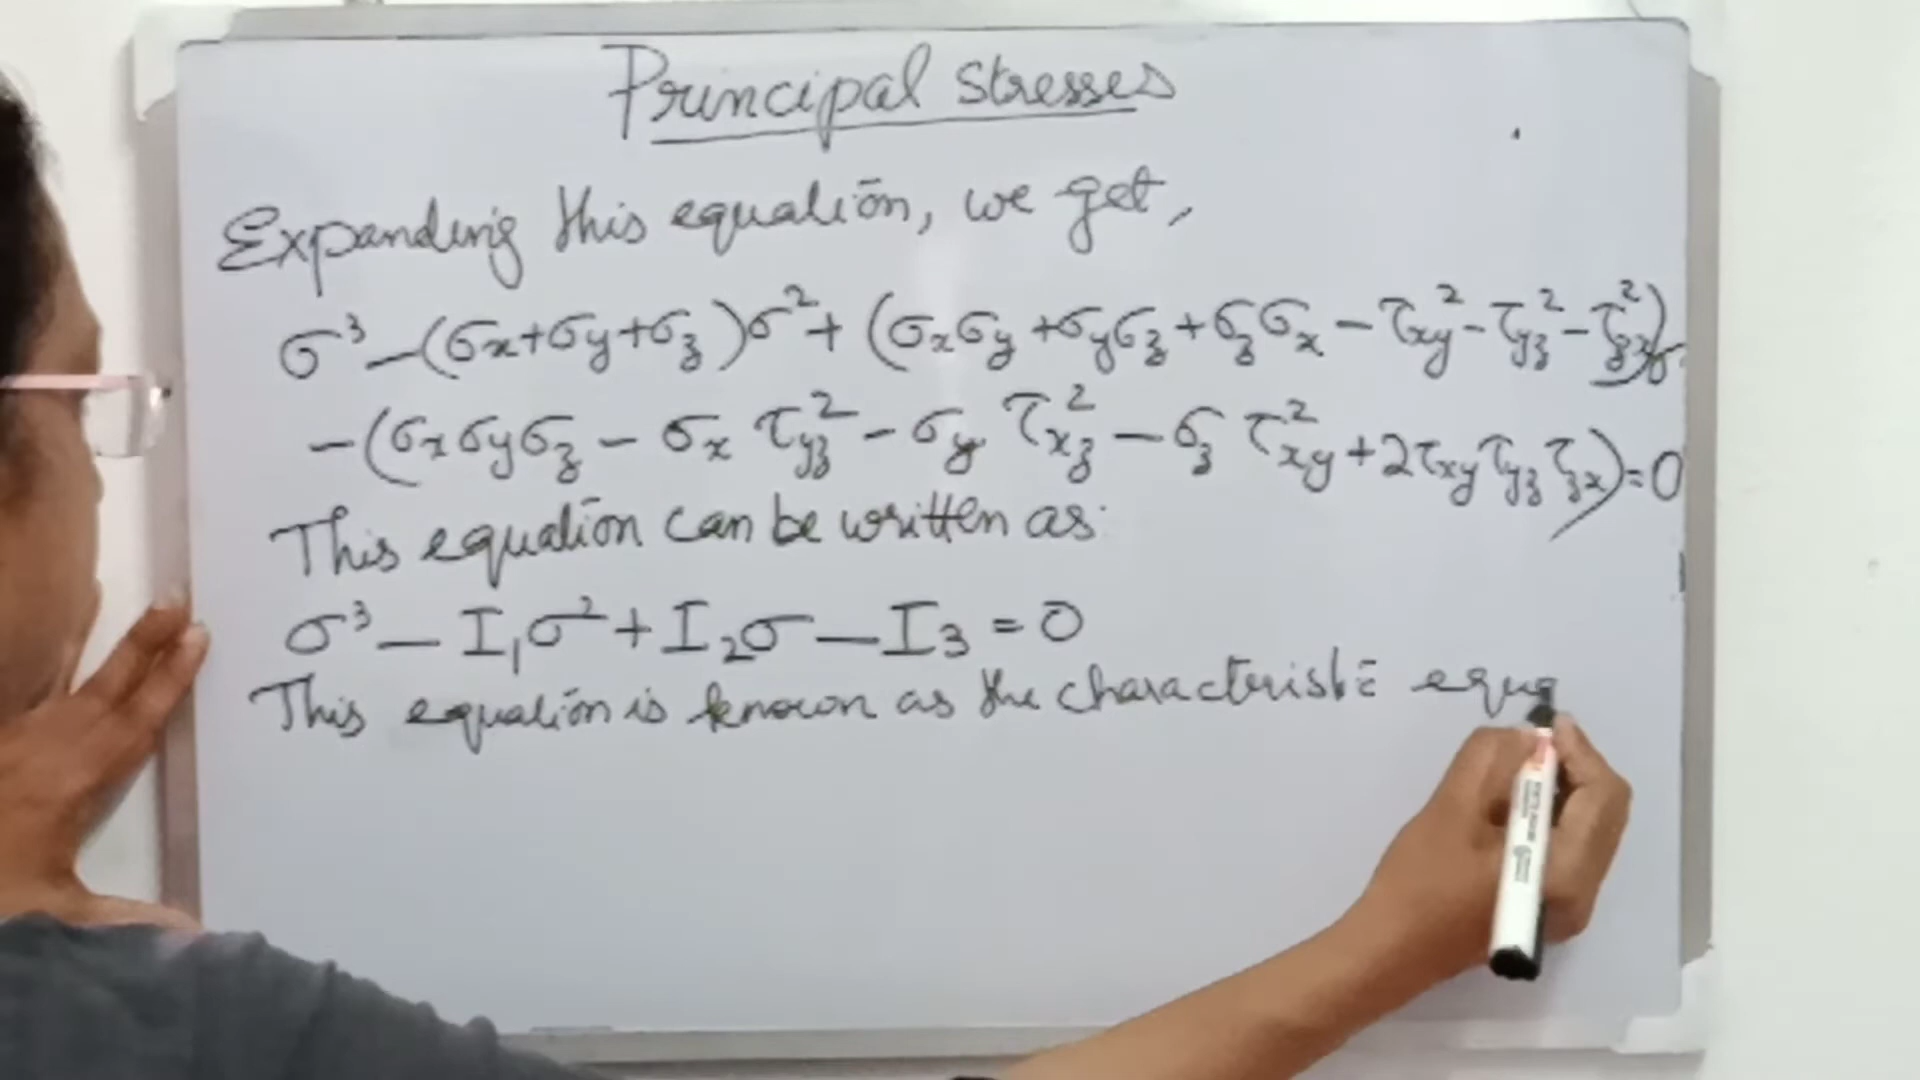 Principal stresses
Expanding this equation, we get,
σ³ − (σx + σy + σz)σ² + (σxσy + σyσz + σzσx − τxy² − τyz² − τzx²)σ
− (σxσyσz − σx τyz² − σy τxz² − σz τxy² + 2τxy τyz τzx) = 0
This equation can be written as:
σ³ − I₁σ² + I₂σ − I₃ = 0
This equation is known as the characteristic equa